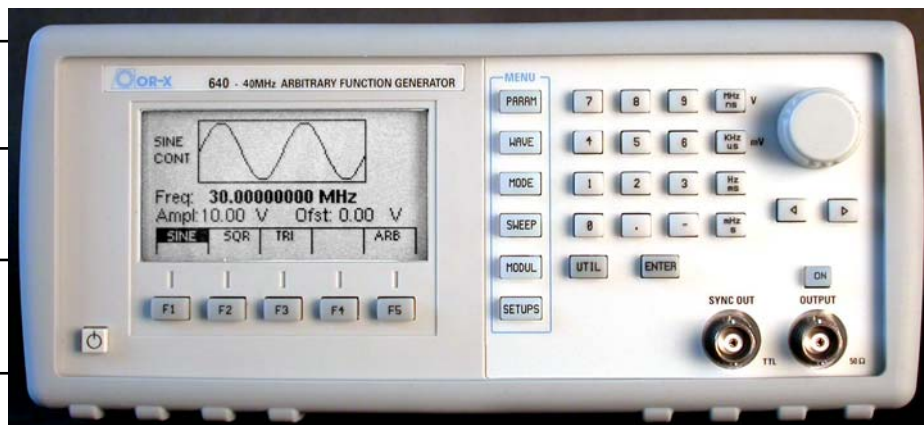 OR-X 640 - 40MHz ARBITRARY FUNCTION GENERATOR
SINE
CONT
Freq: 30.00000000 MHz
Ampl: 10.00 V Ofst: 0.00 V
SINE SQR TRI ARB
F1 F2 F3 F4 F5
MENU
PARAM
WAVE
MODE
SWEEP
MODUL
SETUPS
7 8 9 MHz ns V
4 5 6 KHz us mV
1 2 3 Hz ms
0 . - mHz s
UTIL ENTER
ON
SYNC OUT OUTPUT
TTL 50Ω